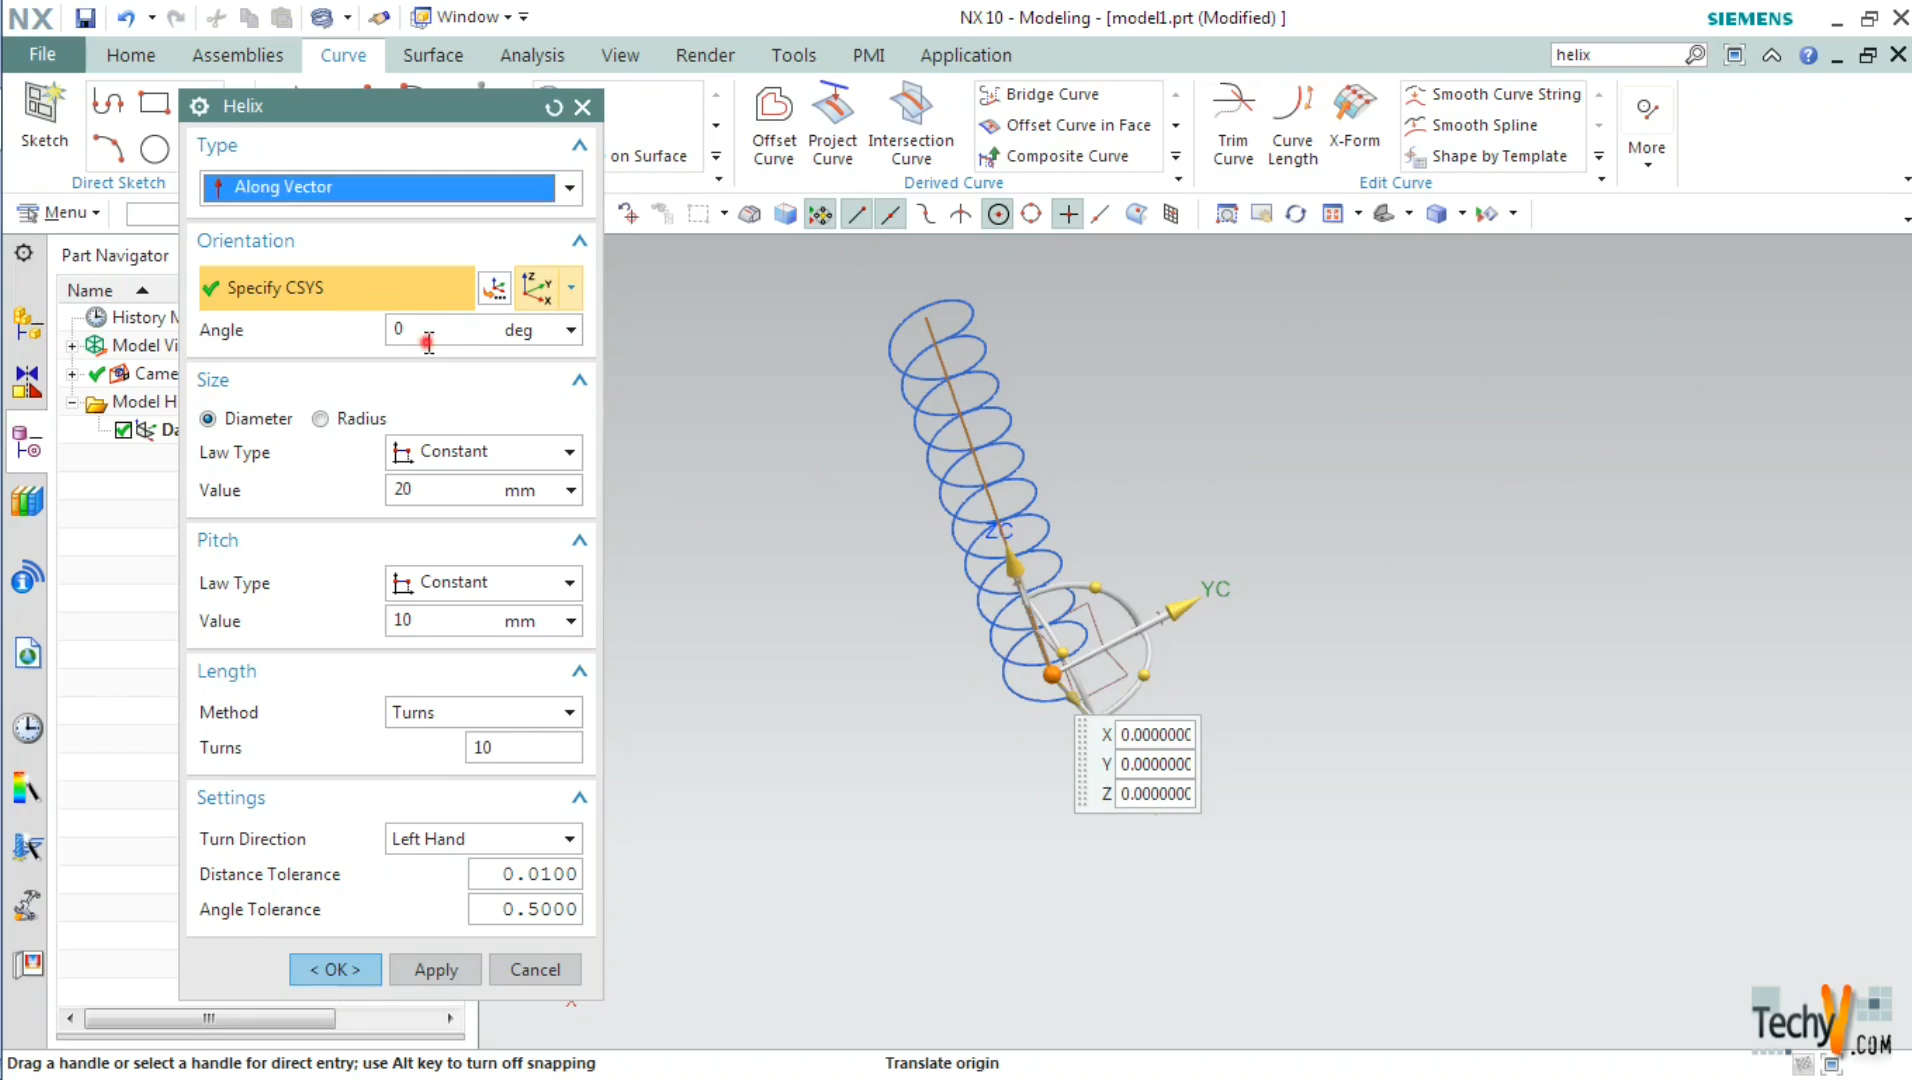 NX
Window
NX 10 - Modeling - [model1.prt (Modified) ]
SIEMENS
File
Home
Assemblies
Curve
Surface
Analysis
View
Render
Tools
PMI
Application
helix
Sketch
Direct Sketch
on Surface
Offset Curve
Project Curve
Intersection Curve
Bridge Curve
Offset Curve in Face
Composite Curve
Derived Curve
Trim Curve
Curve Length
X-Form
Smooth Curve String
Smooth Spline
Shape by Template
Edit Curve
More
Menu
Part Navigator
Name
History M
Model Vi
Came
Model H
Da
Helix
Type
Along Vector
Orientation
Specify CSYS
Z
Y
X
Angle
0 deg
Size
Diameter
Radius
Law Type
Constant
Value
20 mm
Pitch
Law Type
Constant
Value
10 mm
Length
Method
Turns
Turns
10
Settings
Turn Direction
Left Hand
Distance Tolerance
0.0100
Angle Tolerance
0.5000
< OK >
Apply
Cancel
ZC
YC
X 0.0000000
Y 0.0000000
Z 0.0000000
TechyV
.COM
Drag a handle or select a handle for direct entry; use Alt key to turn off snapping
Translate origin